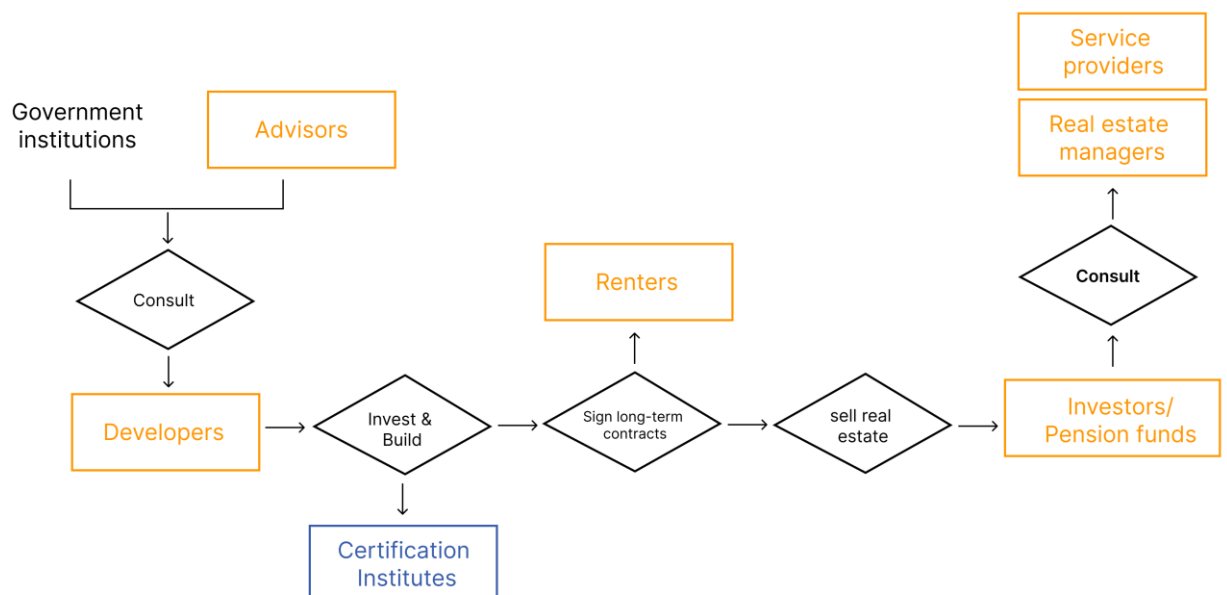 Service
providers
Government
institutions
Advisors
Real estate
managers
Consult
Renters
Consult
Developers
Invest &
Build
Sign long-term
contracts
sell real
estate
Investors/
Pension funds
Certification
Institutes